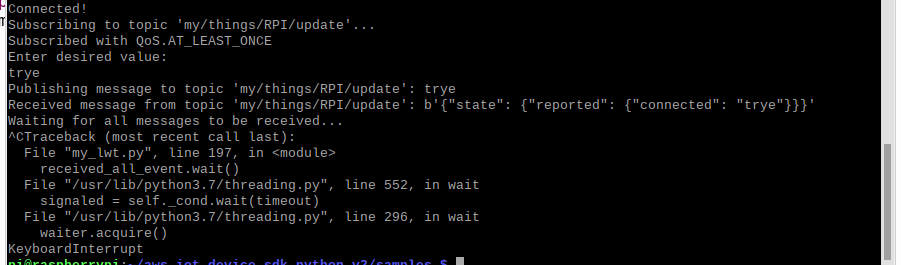 Connected!
Subscribing to topic 'my/things/RPI/update'...
Subscribed with QoS.AT_LEAST_ONCE
Enter desired value:
trye
Publishing message to topic 'my/things/RPI/update': trye
Received message from topic 'my/things/RPI/update': b'{"state": {"reported": {"connected": "trye"}}}'
Waiting for all messages to be received...
^CTraceback (most recent call last):
  File "my_lwt.py", line 197, in <module>
    received_all_event.wait()
  File "/usr/lib/python3.7/threading.py", line 552, in wait
    signaled = self._cond.wait(timeout)
  File "/usr/lib/python3.7/threading.py", line 296, in wait
    waiter.acquire()
KeyboardInterrupt
pi@raspberrypi:~/aws-iot-device-sdk-python-v2/samples $